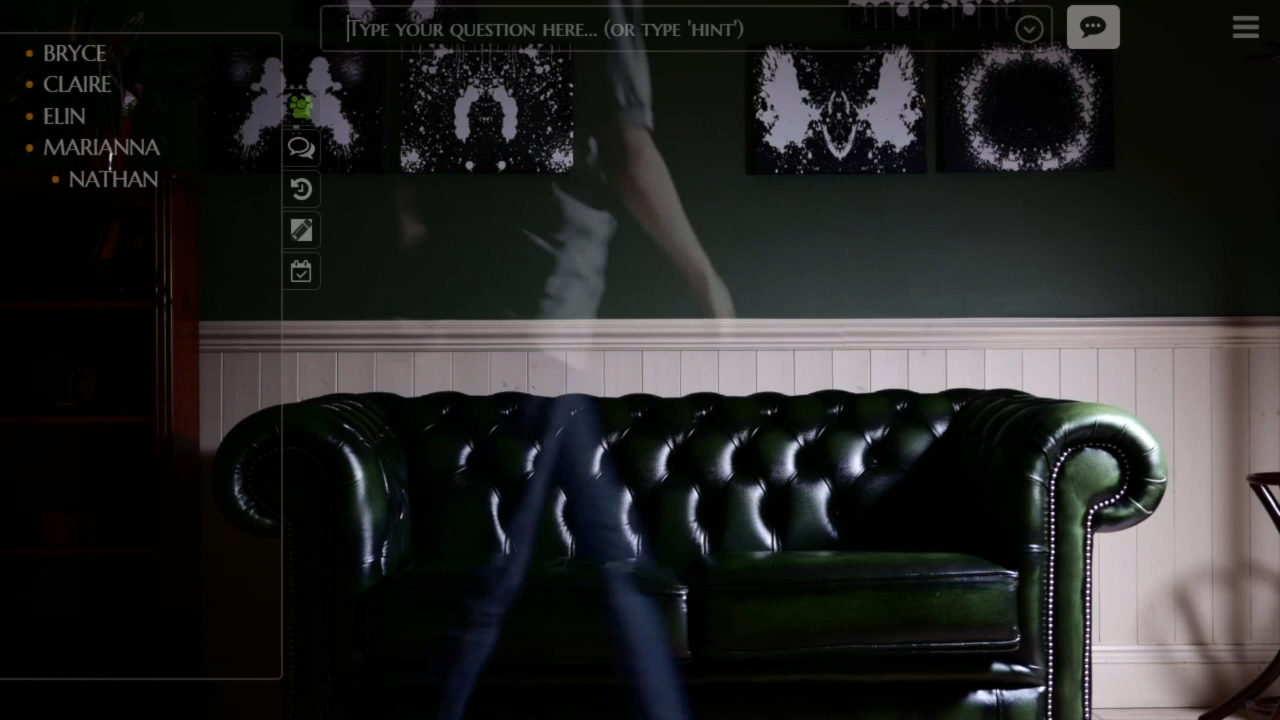 Type your question here... (or type 'hint')
BRYCE
CLAIRE
ELIN
MARIANNA
NATHAN